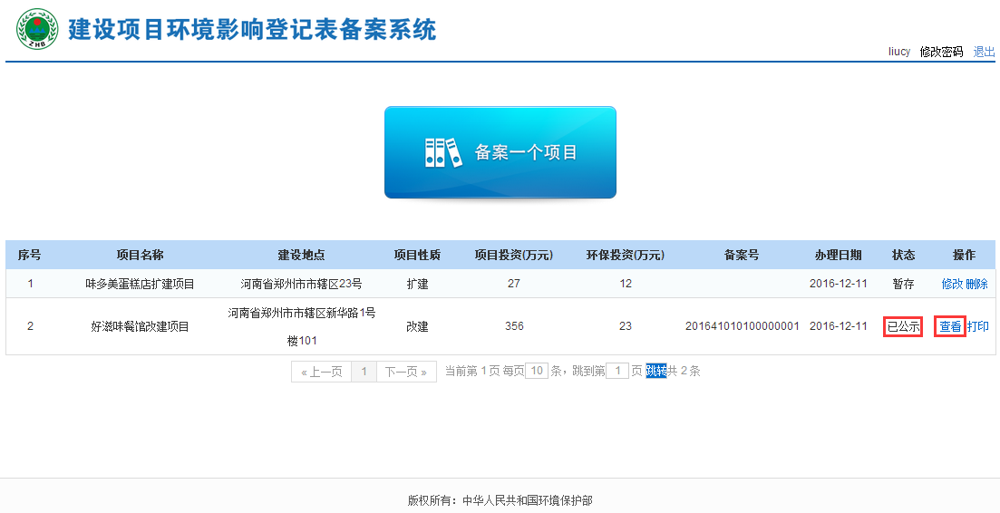 ZHB
建设项目环境影响登记表备案系统
liucy 修改密码 退出
备案一个项目
序号 项目名称 建设地点 项目性质 项目投资(万元) 环保投资(万元) 备案号 办理日期 状态 操作
1 味多美蛋糕店扩建项目 河南省郑州市市辖区23号 扩建 27 12 2016-12-11 暂存 修改 删除
2 好滋味餐馆改建项目 河南省郑州市市辖区新华路1号 改建 356 23 201641010100000001 2016-12-11 已公示 查看 打印
楼101
« 上一页 1 下一页 » 当前第 1 页 每页 10 条，跳到第 1 页 跳转 共 2 条
版权所有：中华人民共和国环境保护部